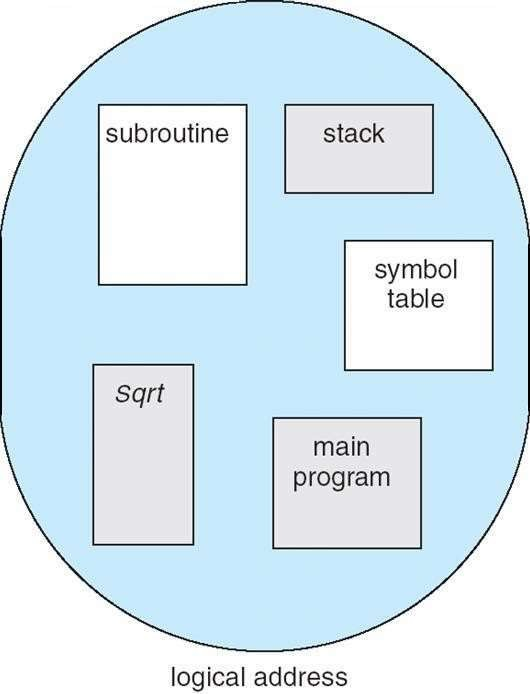 subroutine
stack
symbol
table
Sqrt
main
program
logical address